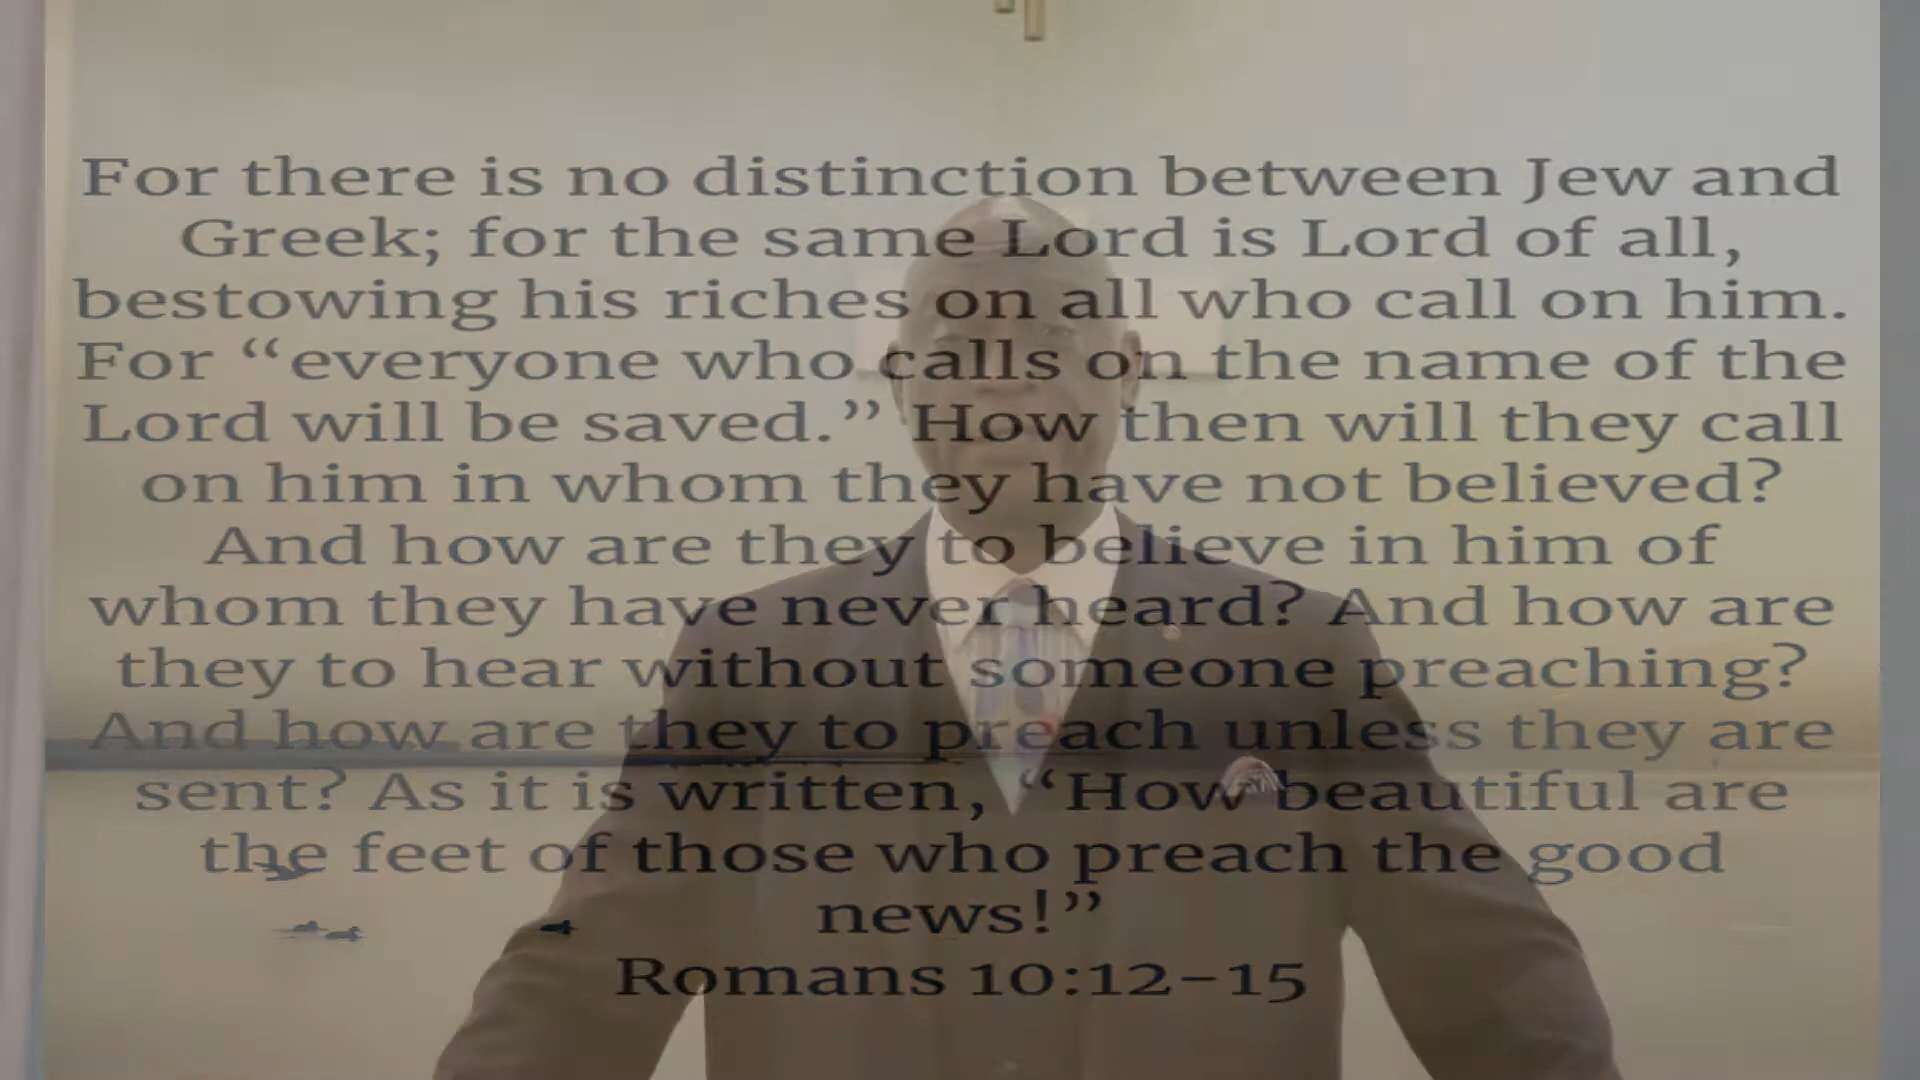 For there is no distinction between Jew and
Greek; for the same Lord is Lord of all,
bestowing his riches on all who call on him.
For “everyone who calls on the name of the
Lord will be saved.” How then will they call
on him in whom they have not believed?
And how are they to believe in him of
whom they have never heard? And how are
they to hear without someone preaching?
And how are they to preach unless they are
sent? As it is written, “How beautiful are
the feet of those who preach the good
news!”
Romans 10:12–15